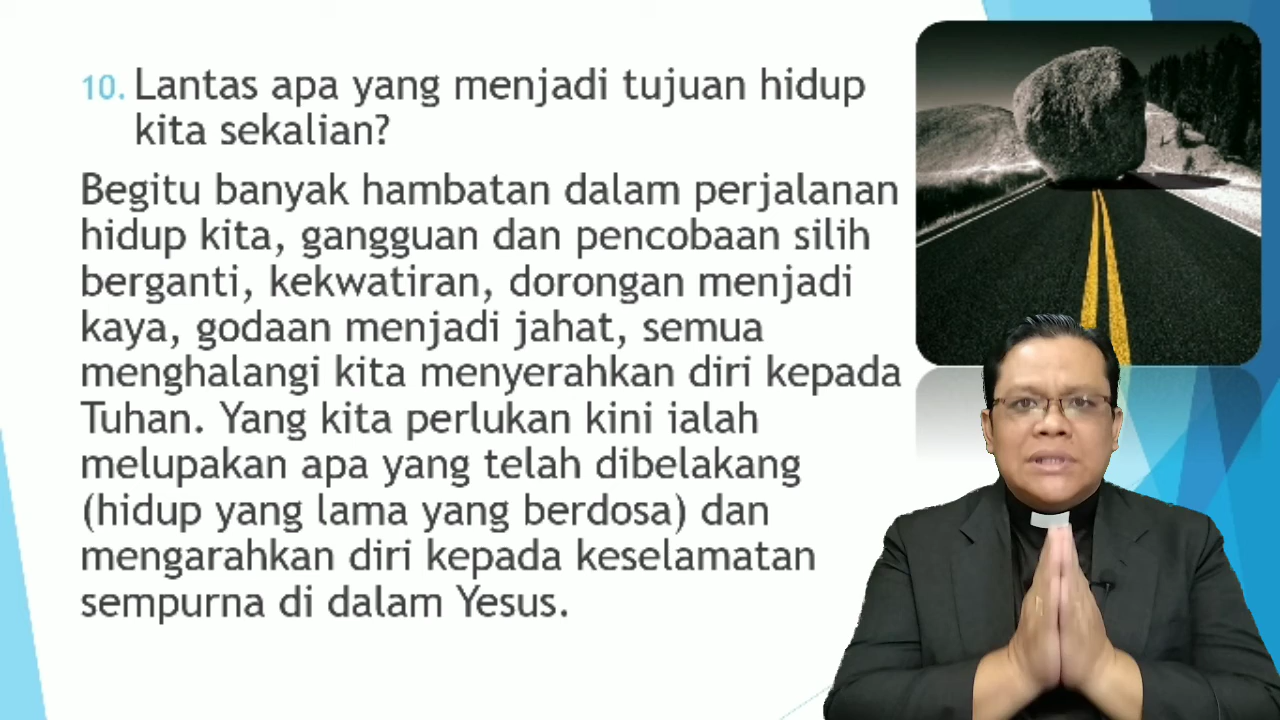 10. Lantas apa yang menjadi tujuan hidup
kita sekalian?
Begitu banyak hambatan dalam perjalanan
hidup kita, gangguan dan pencobaan silih
berganti, kekwatiran, dorongan menjadi
kaya, godaan menjadi jahat, semua
menghalangi kita menyerahkan diri kepada
Tuhan. Yang kita perlukan kini ialah
melupakan apa yang telah dibelakang
(hidup yang lama yang berdosa) dan
mengarahkan diri kepada keselamatan
sempurna di dalam Yesus.